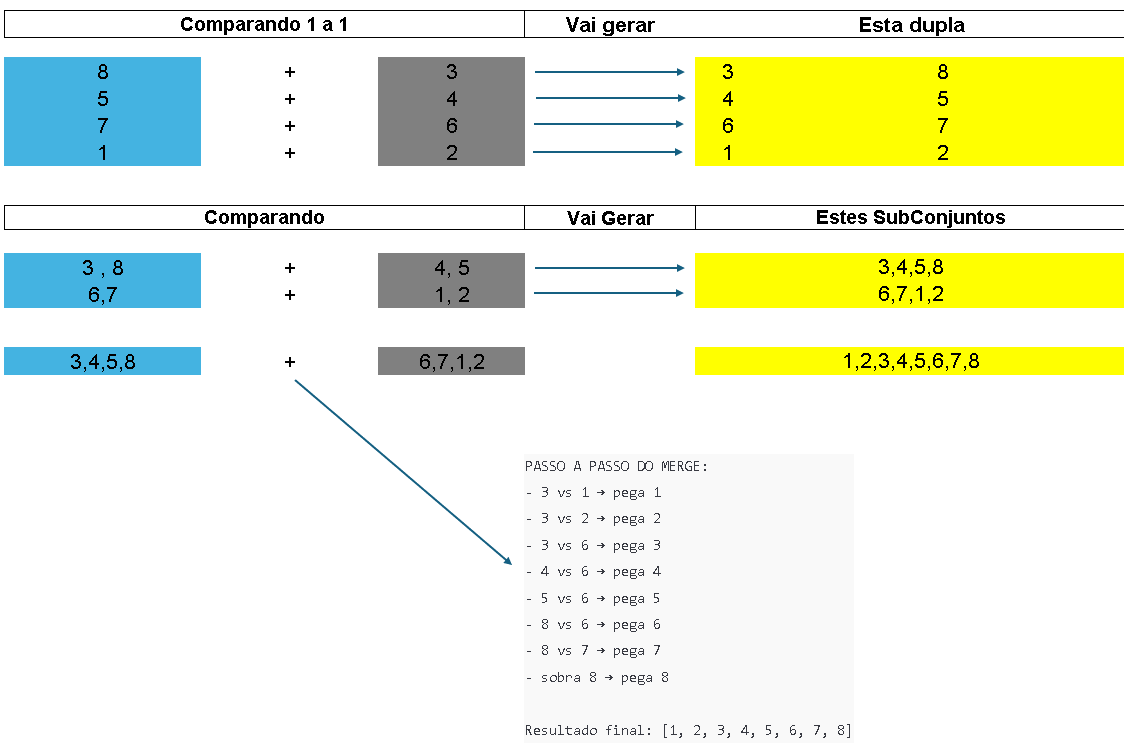 Comparando 1 a 1 Vai gerar Esta dupla
8 + 3 3 8
5 + 4 4 5
7 + 6 6 7
1 + 2 1 2
Comparando Vai Gerar Estes SubConjuntos
3 , 8 + 4, 5 3,4,5,8
6,7 + 1, 2 6,7,1,2
3,4,5,8 + 6,7,1,2 1,2,3,4,5,6,7,8
PASSO A PASSO DO MERGE:
- 3 vs 1 → pega 1
- 3 vs 2 → pega 2
- 3 vs 6 → pega 3
- 4 vs 6 → pega 4
- 5 vs 6 → pega 5
- 8 vs 6 → pega 6
- 8 vs 7 → pega 7
- sobra 8 → pega 8
Resultado final: [1, 2, 3, 4, 5, 6, 7, 8]